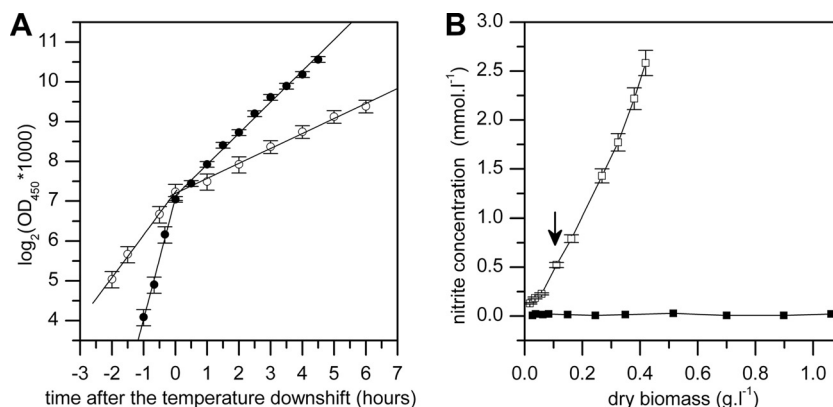 A
11
10
9
8
7
6
5
4
log₂(OD₄₅₀*1000)
-3 -2 -1 0 1 2 3 4 5 6 7
time after the temperature downshift (hours)
B
3.0
2.5
2.0
1.5
1.0
0.5
0.0
nitrite concentration (mmol.l⁻¹)
0.0 0.2 0.4 0.6 0.8 1.0
dry biomass (g.l⁻¹)